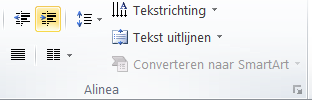 Tekstrichting
Tekst uitlijnen
Converteren naar SmartArt
Alinea